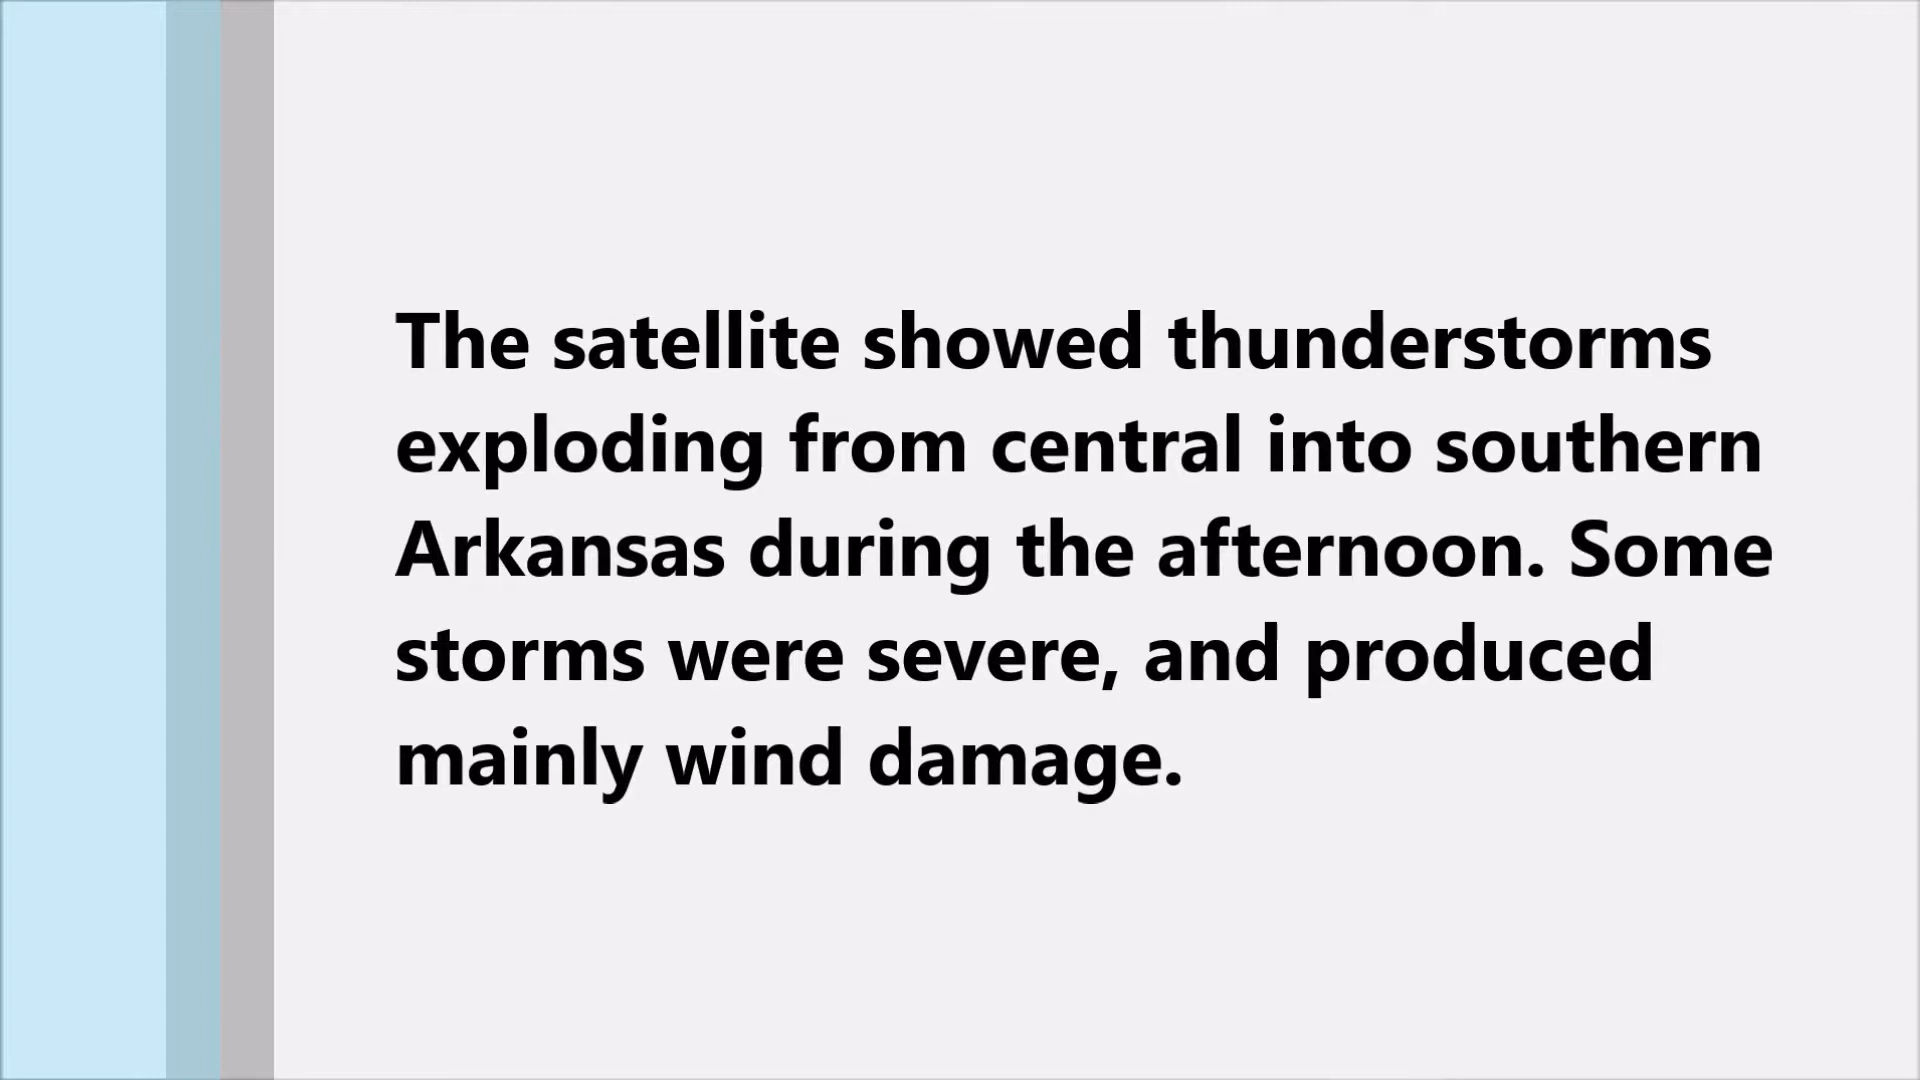 The satellite showed thunderstorms
exploding from central into southern
Arkansas during the afternoon. Some
storms were severe, and produced
mainly wind damage.